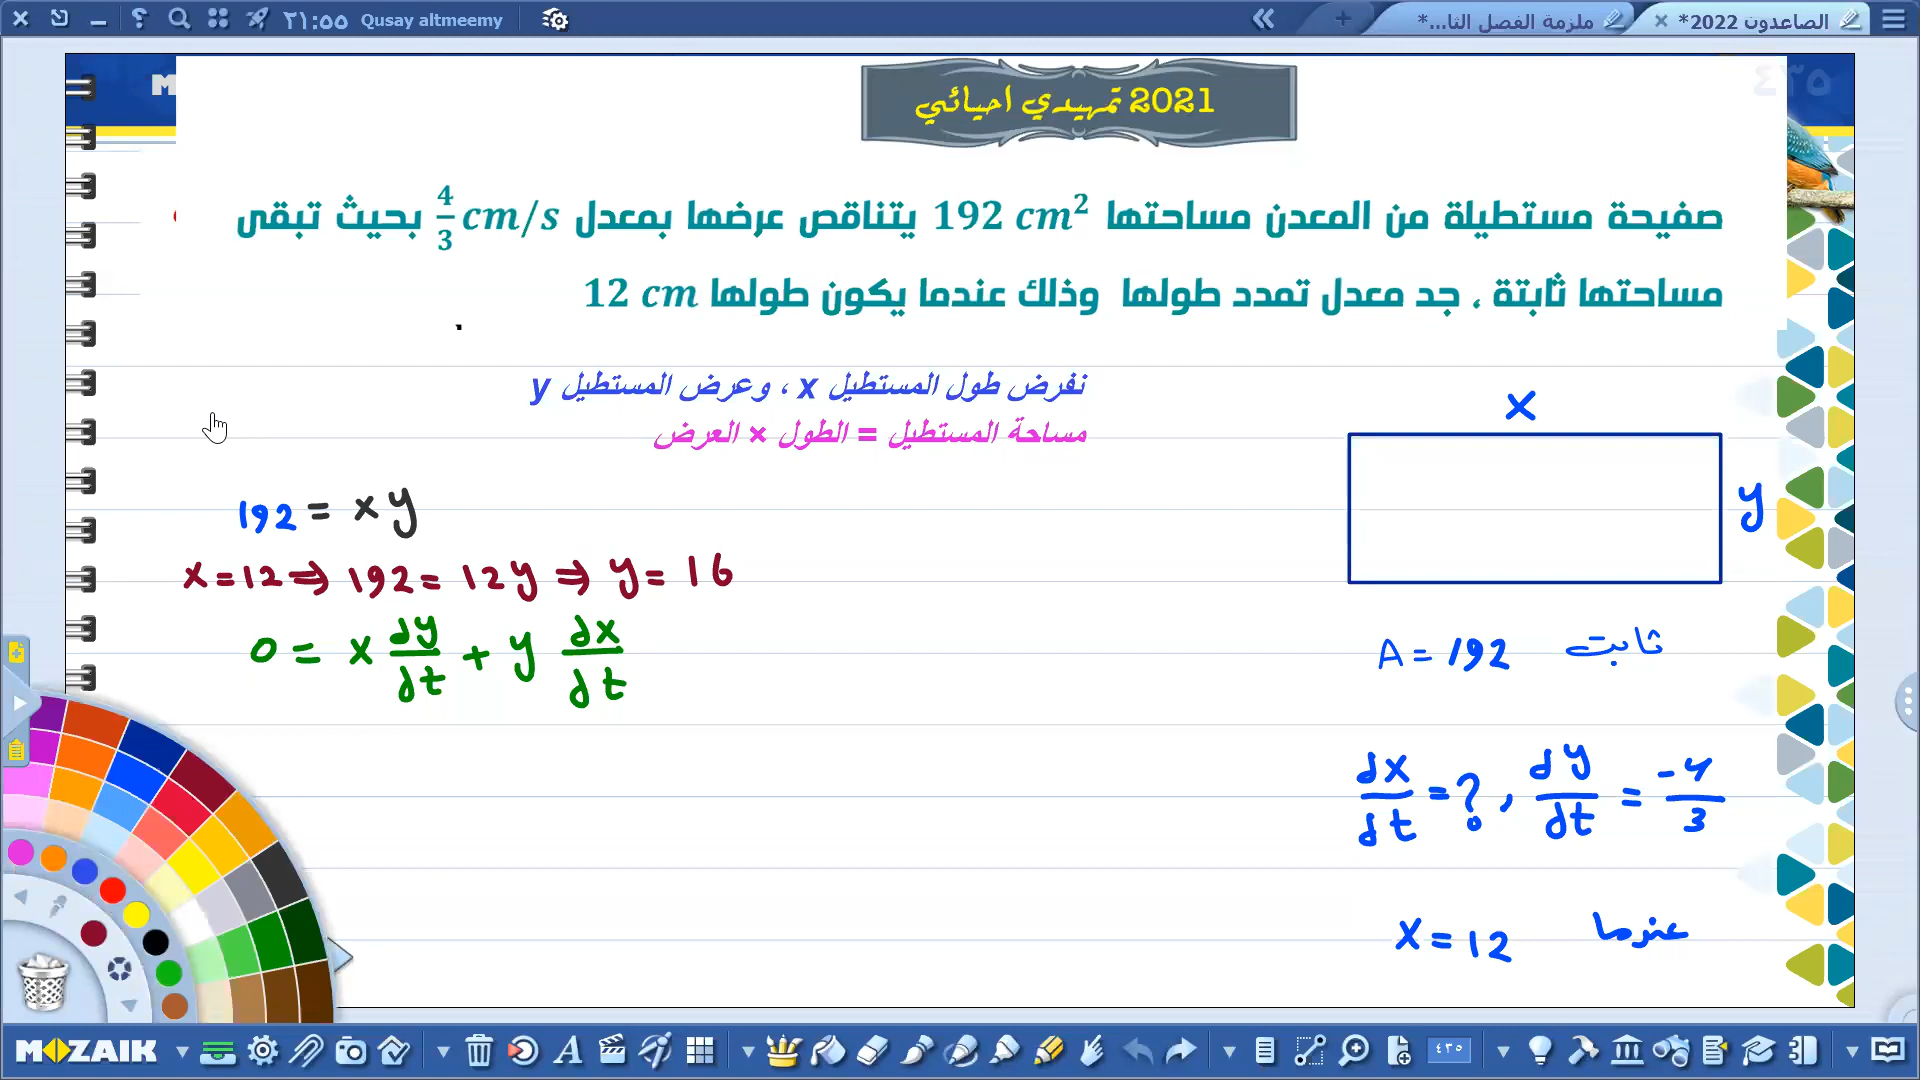 ٢١:٥٥ Qusay altmeemy
ملزمة الفصل الثا...*
الصاعدون 2022*
٤٣٥
M
2021 تمهيدي احيائي
صفيحة مستطيلة من المعدن مساحتها 192 cm² يتناقص عرضها بمعدل 4/3 cm/s بحيث تبقى
مساحتها ثابتة ، جد معدل تمدد طولها وذلك عندما يكون طولها 12 cm
نفرض طول المستطيل x ، وعرض المستطيل y
مساحة المستطيل = الطول × العرض
x
y
192 = xy
x = 12 ⇒ 192 = 12y ⇒ y = 16
0 = x dy/dt + y dx/dt
A = 192 ثابت
dx/dt = ? , dy/dt = -4/3
x = 12 عندما
MOZAIK
٤٣٥